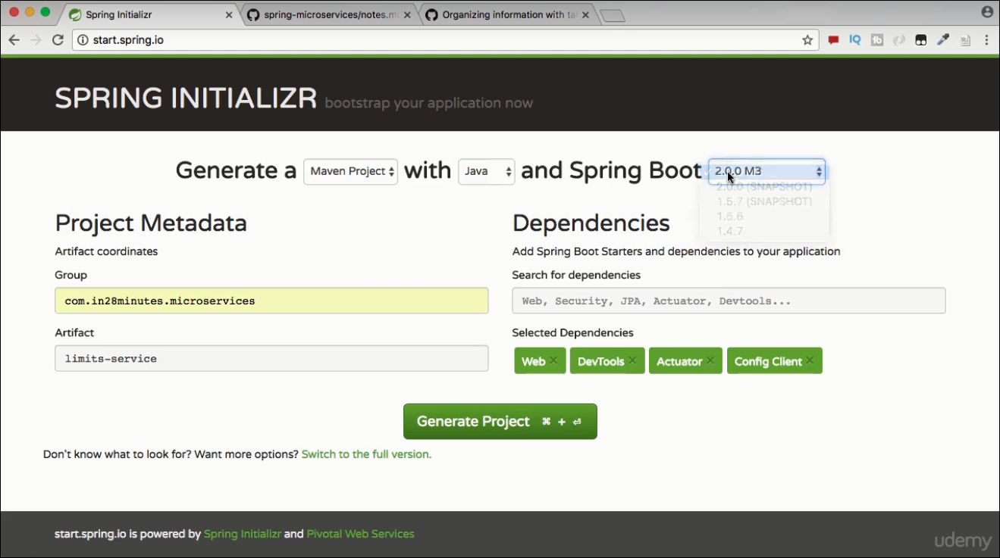 Spring Initializr
spring-microservices/notes.m
Organizing information with ta
start.spring.io
SPRING INITIALIZR bootstrap your application now
Generate a Maven Project with Java and Spring Boot 2.0.0 M3
2.0.0 (SNAPSHOT)
1.5.7 (SNAPSHOT)
1.5.6
1.4.7
Project Metadata
Artifact coordinates
Group
com.in28minutes.microservices
Artifact
limits-service
Dependencies
Add Spring Boot Starters and dependencies to your application
Search for dependencies
Web, Security, JPA, Actuator, Devtools...
Selected Dependencies
Web DevTools Actuator Config Client
Generate Project ⌘ + ⏎
Don't know what to look for? Want more options? Switch to the full version.
start.spring.io is powered by Spring Initializr and Pivotal Web Services
udemy